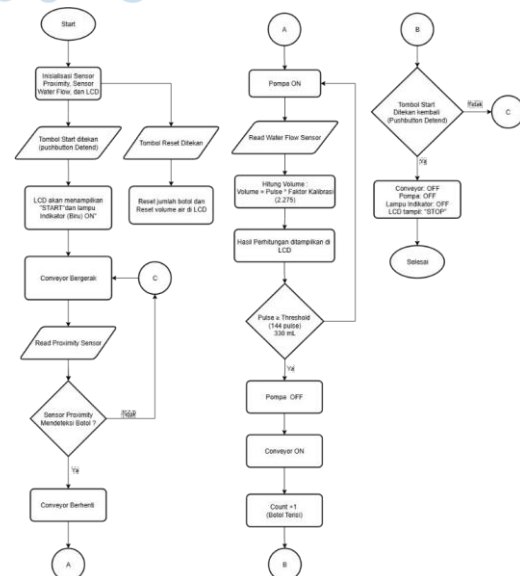 Start
Inisialisasi Sensor
Proximity, Sensor
Water Flow, dan LCD
Tombol Start ditekan
(pushbutton Detend)
Tombol Reset Ditekan
LCD akan menampilkan
"START"dan lampu
Indikator (Biru) ON"
Reset jumlah botol dan
Reset volume air di LCD
Conveyor Bergerak
C
Read Proximity Sensor
Sensor Proximity
Mendeteksi Botol ?
Tidak
Ya
Conveyor Berhenti
A
A
Pompa ON
Read Water Flow Sensor
Hitung Volume :
Volume = Pulse * Faktor Kalibrasi
(2.275)
Hasil Perhitungan ditampilkan di
LCD
Pulse ≥ Threshold
(144 pulse)
330 mL
Ya
Pompa OFF
Conveyor ON
Count +1
(Botol Terisi)
B
B
Tombol Start
Ditekan kembali
(Pushbutton Detend)
Tidak
C
Ya
Conveyor: OFF
Pompa: OFF
Lampu Indikator: OFF
LCD tampil: "STOP"
Selesai